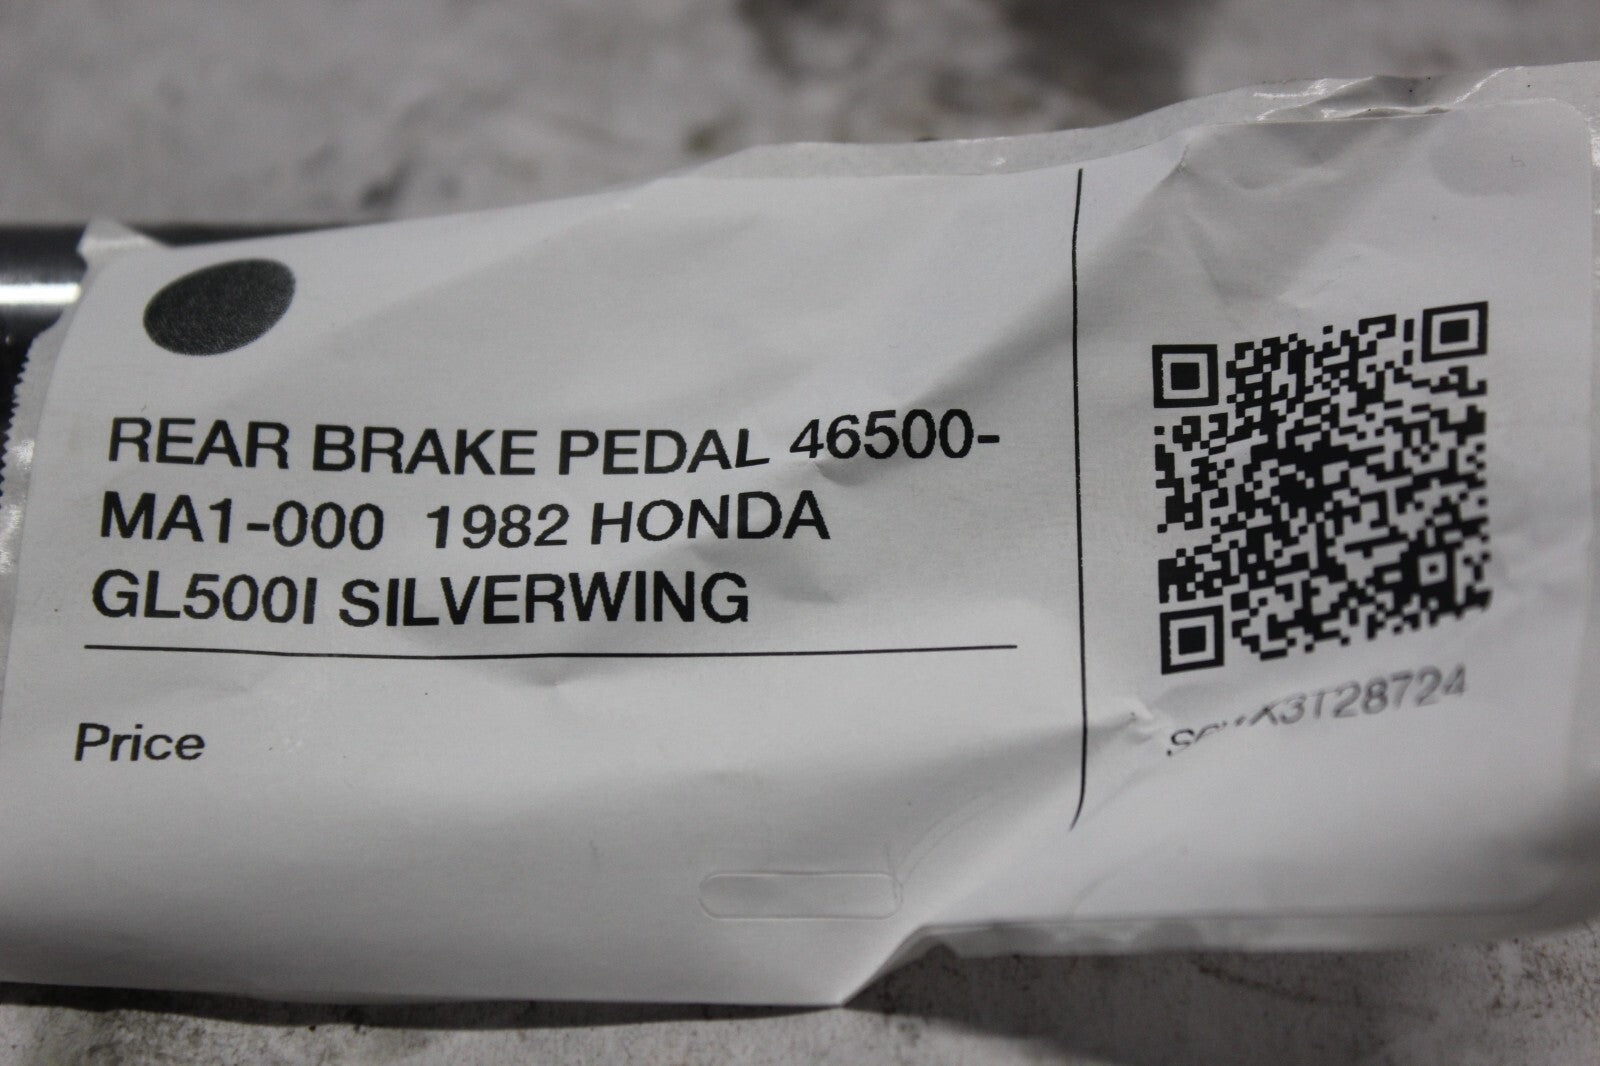 REAR BRAKE PEDAL 46500-
MA1-000 1982 HONDA
GL500I SILVERWING
Price